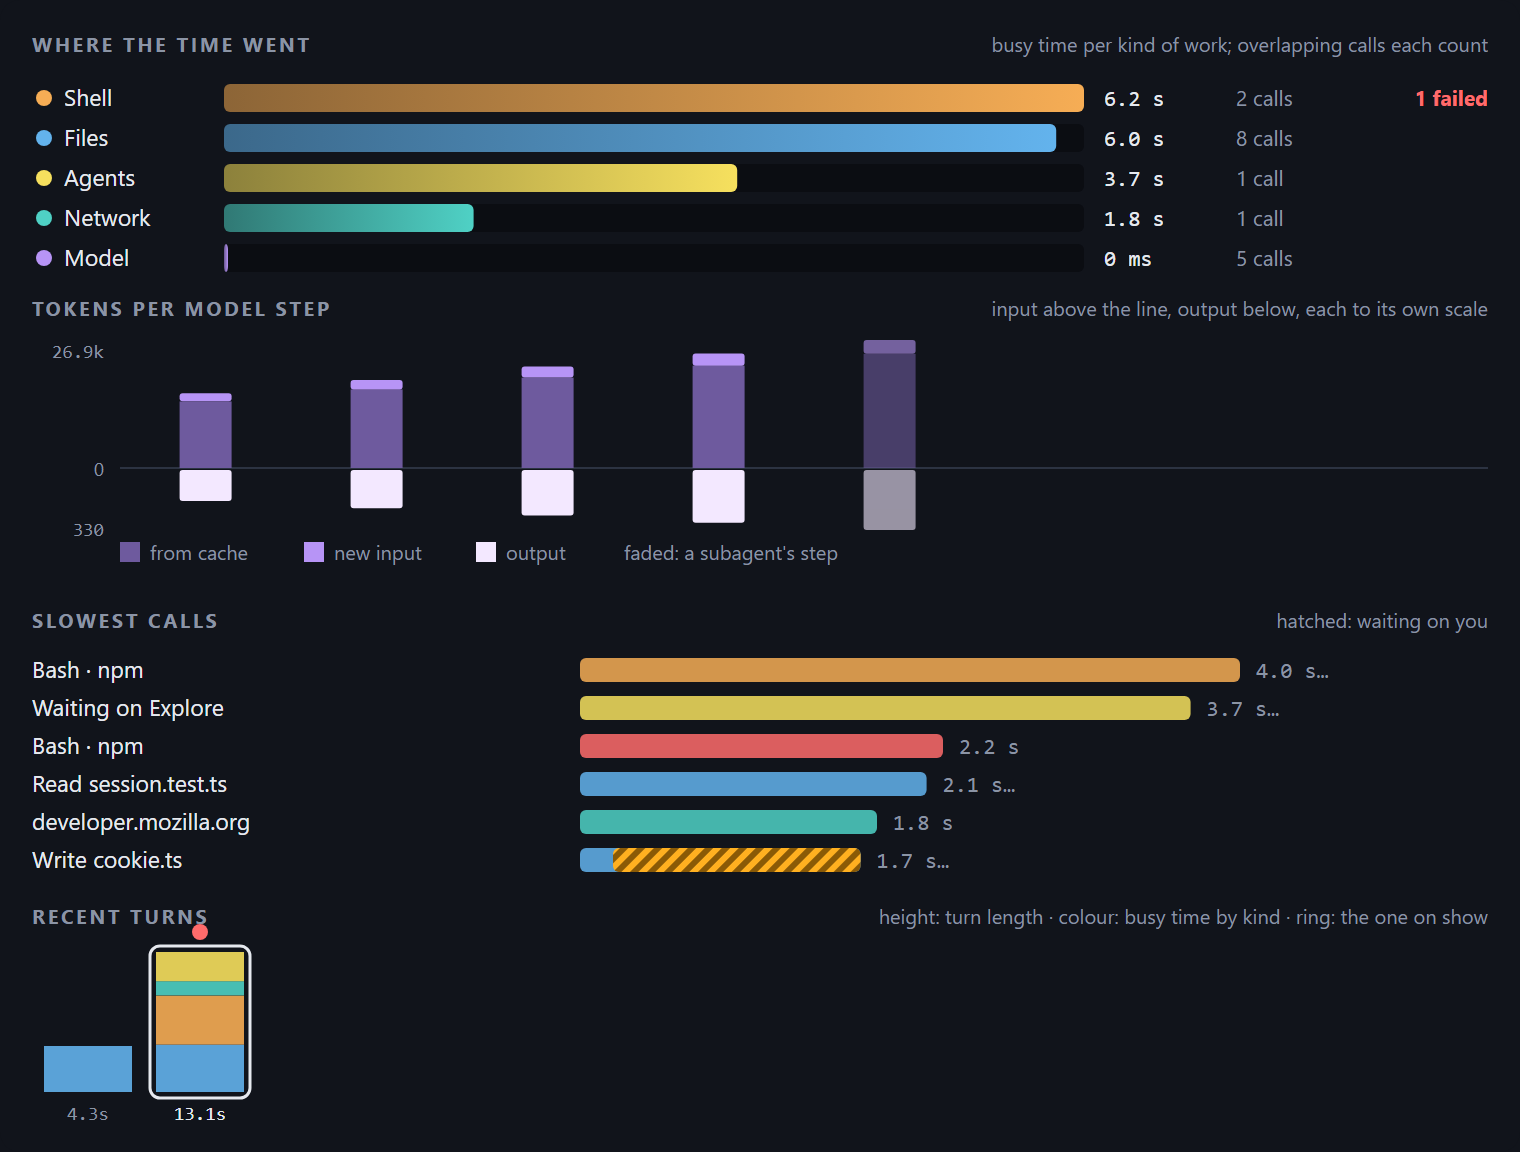 WHERE THE TIME WENT
busy time per kind of work; overlapping calls each count
Shell 6.2 s 2 calls 1 failed
Files 6.0 s 8 calls
Agents 3.7 s 1 call
Network 1.8 s 1 call
Model 0 ms 5 calls
TOKENS PER MODEL STEP
input above the line, output below, each to its own scale
26.9k
0
330
from cache new input output faded: a subagent's step
SLOWEST CALLS
hatched: waiting on you
Bash · npm 4.0 s…
Waiting on Explore 3.7 s…
Bash · npm 2.2 s
Read session.test.ts 2.1 s…
developer.mozilla.org 1.8 s
Write cookie.ts 1.7 s…
RECENT TURNS
height: turn length · colour: busy time by kind · ring: the one on show
4.3s 13.1s